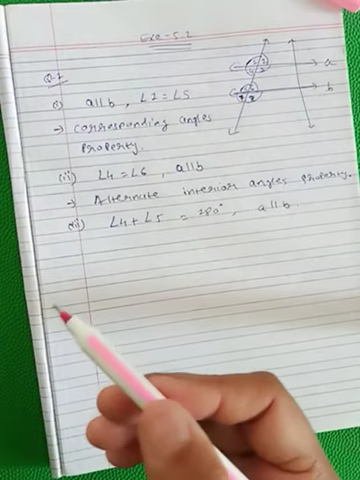 Exe - 5.2
Q-1
(i) a||b, ∠1 = ∠5
→ corresponding angles
property.
(ii) ∠4 = ∠6, a||b
→ Alternate interior angles property.
(iii) ∠4 + ∠5 = 180°, a||b.
a
b